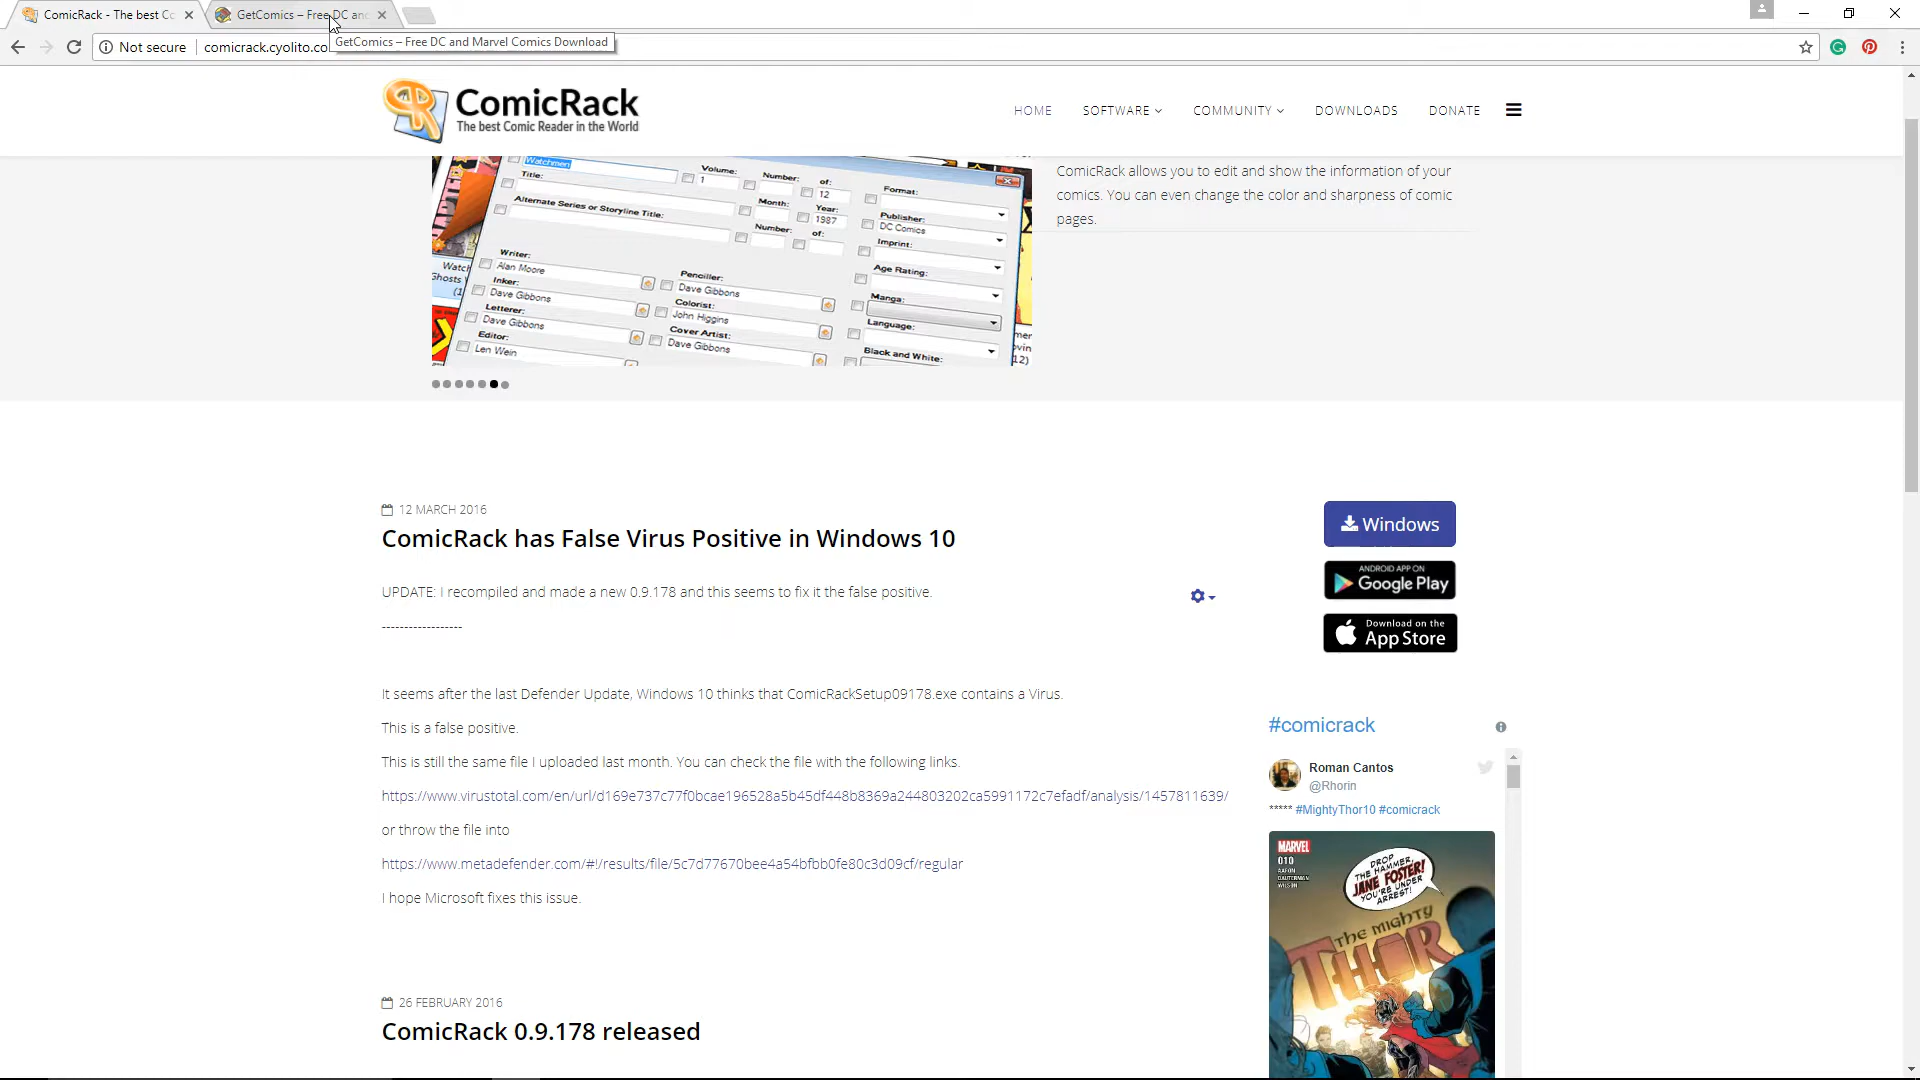 ComicRack - The best Co
GetComics – Free DC and
Not secure
comicrack.cyolito.co
GetComics – Free DC and Marvel Comics Download
ComicRack
The best Comic Reader in the World
HOME
SOFTWARE
COMMUNITY
DOWNLOADS
DONATE
Watchmen
Title:
Volume:
1
Number:
of:
12
Format:
Alternate Series or Storyline Title:
Month:
Year:
1987
Publisher:
DC Comics
Number:
of:
Imprint:
Writer:
Alan Moore
Penciller:
Dave Gibbons
Age Rating:
Inker:
Dave Gibbons
Colorist:
John Higgins
Manga:
Letterer:
Dave Gibbons
Cover Artist:
Dave Gibbons
Language:
Editor:
Len Wein
Black and White:
ComicRack allows you to edit and show the information of your
comics. You can even change the color and sharpness of comic
pages.
12 MARCH 2016
ComicRack has False Virus Positive in Windows 10
UPDATE: I recompiled and made a new 0.9.178 and this seems to fix it the false positive.
------------------
It seems after the last Defender Update, Windows 10 thinks that ComicRackSetup09178.exe contains a Virus.
This is a false positive.
This is still the same file I uploaded last month. You can check the file with the following links.
https://www.virustotal.com/en/url/d169e737c77f0bcae196528a5b45df448b8369a244803202ca5991172c7efadf/analysis/1457811639/
or throw the file into
https://www.metadefender.com/#!/results/file/5c7d77670bee4a54bfbb0fe80c3d09cf/regular
I hope Microsoft fixes this issue.
26 FEBRUARY 2016
ComicRack 0.9.178 released
Windows
ANDROID APP ON
Google Play
Download on the
App Store
#comicrack
Roman Cantos
@Rhorin
***** #MightyThor10 #comicrack
MARVEL
010
AARON
DAUTERMAN
WILSON
DROP
THE HAMMER,
JANE FOSTER!
YOU'RE UNDER
ARREST!
THE MIGHTY
THOR